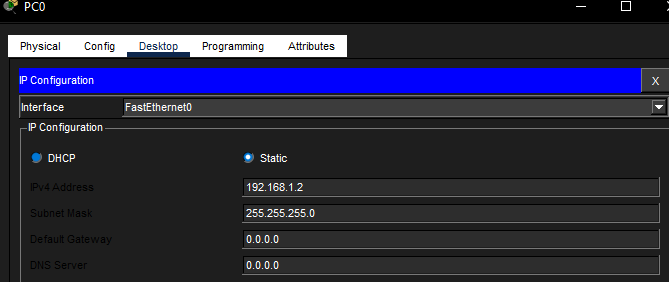 PC0
Physical Config Desktop Programming Attributes
IP Configuration X
Interface FastEthernet0
IP Configuration
DHCP Static
IPv4 Address 192.168.1.2
Subnet Mask 255.255.255.0
Default Gateway 0.0.0.0
DNS Server 0.0.0.0